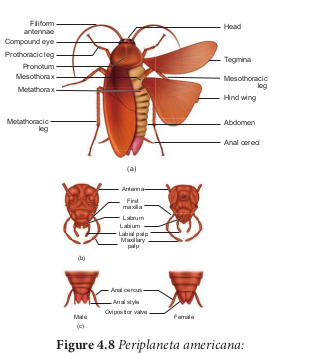 Filiform
antennae
Compound eye
Prothoracic leg
Pronotum
Mesothorax
Metathorax
Metathoracic
leg
Head
Tegmina
Mesothoracic
leg
Hind wing
Abdomen
Anal cereci
(a)
Antenna
First
maxilla
Labrum
Labium
Labial palp
Maxillary
palp
(b)
Anal cercus
Anal style
Ovipositior valve
Male
Female
(c)
Figure 4.8 Periplaneta americana: